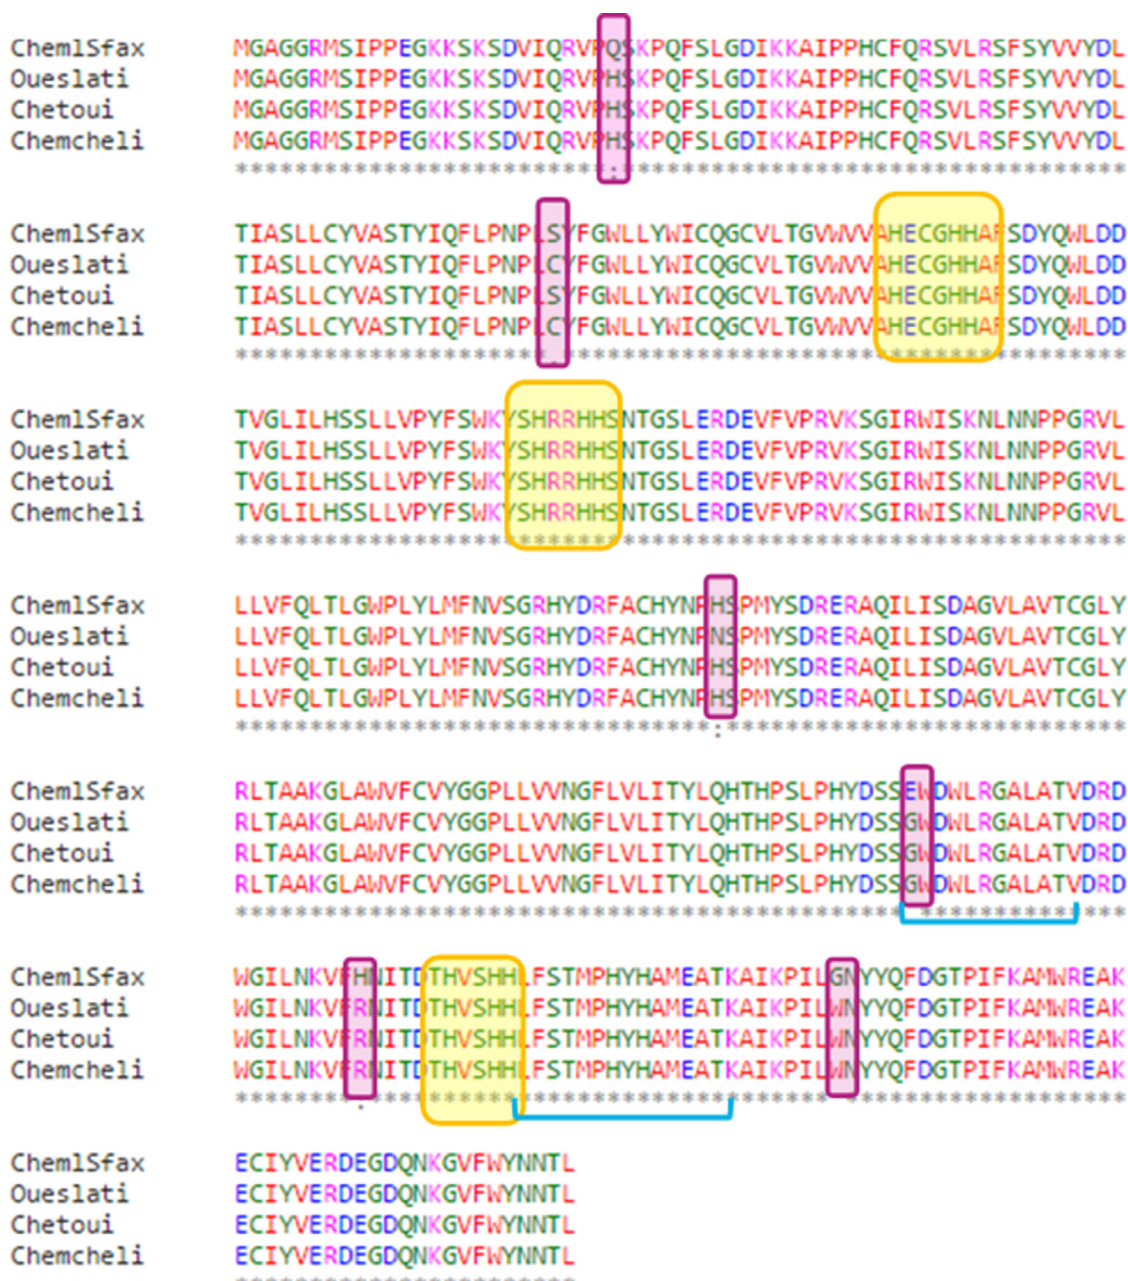 ChemlSfax MGAGGRMSIPPEGKKSKSDVIQRVPQSKPQFSLGDIKKAIPPHCFQRSVLRSFSYVVYDL
Oueslati MGAGGRMSIPPEGKKSKSDVIQRVPHSKPQFSLGDIKKAIPPHCFQRSVLRSFSYVVYDL
Chetoui MGAGGRMSIPPEGKKSKSDVIQRVPHSKPQFSLGDIKKAIPPHCFQRSVLRSFSYVVYDL
Chemcheli MGAGGRMSIPPEGKKSKSDVIQRVPHSKPQFSLGDIKKAIPPHCFQRSVLRSFSYVVYDL
*************************:**********************************
ChemlSfax TIASLLCYVASTYIQFLPNPLSYFGWLLYWICQGCVLTGVWVVAHECGHHAFSDYQWLDD
Oueslati TIASLLCYVASTYIQFLPNPLCYFGWLLYWICQGCVLTGVWVVAHECGHHAFSDYQWLDD
Chetoui TIASLLCYVASTYIQFLPNPLSYFGWLLYWICQGCVLTGVWVVAHECGHHAFSDYQWLDD
Chemcheli TIASLLCYVASTYIQFLPNPLCYFGWLLYWICQGCVLTGVWVVAHECGHHAFSDYQWLDD
*********************.**************************************
ChemlSfax TVGLILHSSLLVPYFSWKYSHRRHHSNTGSLERDEVFVPRVKSGIRWISKNLNNPPGRVL
Oueslati TVGLILHSSLLVPYFSWKYSHRRHHSNTGSLERDEVFVPRVKSGIRWISKNLNNPPGRVL
Chetoui TVGLILHSSLLVPYFSWKYSHRRHHSNTGSLERDEVFVPRVKSGIRWISKNLNNPPGRVL
Chemcheli TVGLILHSSLLVPYFSWKYSHRRHHSNTGSLERDEVFVPRVKSGIRWISKNLNNPPGRVL
************************************************************
ChemlSfax LLVFQLTLGWPLYLMFNVSGRHYDRFACHYNPHSPMYSDRERAQILISDAGVLAVTCGLY
Oueslati LLVFQLTLGWPLYLMFNVSGRHYDRFACHYNPNSPMYSDRERAQILISDAGVLAVTCGLY
Chetoui LLVFQLTLGWPLYLMFNVSGRHYDRFACHYNPHSPMYSDRERAQILISDAGVLAVTCGLY
Chemcheli LLVFQLTLGWPLYLMFNVSGRHYDRFACHYNPHSPMYSDRERAQILISDAGVLAVTCGLY
********************************:***************************
ChemlSfax RLTAAKGLAWVFCVYGGPLLVVNGFLVLITYLQHTHPSLPHYDSSEWDWLRGALATVDRD
Oueslati RLTAAKGLAWVFCVYGGPLLVVNGFLVLITYLQHTHPSLPHYDSSGWDWLRGALATVDRD
Chetoui RLTAAKGLAWVFCVYGGPLLVVNGFLVLITYLQHTHPSLPHYDSSGWDWLRGALATVDRD
Chemcheli RLTAAKGLAWVFCVYGGPLLVVNGFLVLITYLQHTHPSLPHYDSSGWDWLRGALATVDRD
********************************************* **************
ChemlSfax WGILNKVFHNITDTHVSHHLFSTMPHYHAMEATKAIKPILGNYYQFDGTPIFKAMWREAK
Oueslati WGILNKVFRNITDTHVSHHLFSTMPHYHAMEATKAIKPILWNYYQFDGTPIFKAMWREAK
Chetoui WGILNKVFRNITDTHVSHHLFSTMPHYHAMEATKAIKPILWNYYQFDGTPIFKAMWREAK
Chemcheli WGILNKVFRNITDTHVSHHLFSTMPHYHAMEATKAIKPILWNYYQFDGTPIFKAMWREAK
********.******************************* *******************
ChemlSfax ECIYVERDEGDQNKGVFWYNNTL
Oueslati ECIYVERDEGDQNKGVFWYNNTL
Chetoui ECIYVERDEGDQNKGVFWYNNTL
Chemcheli ECIYVERDEGDQNKGVFWYNNTL
***********************